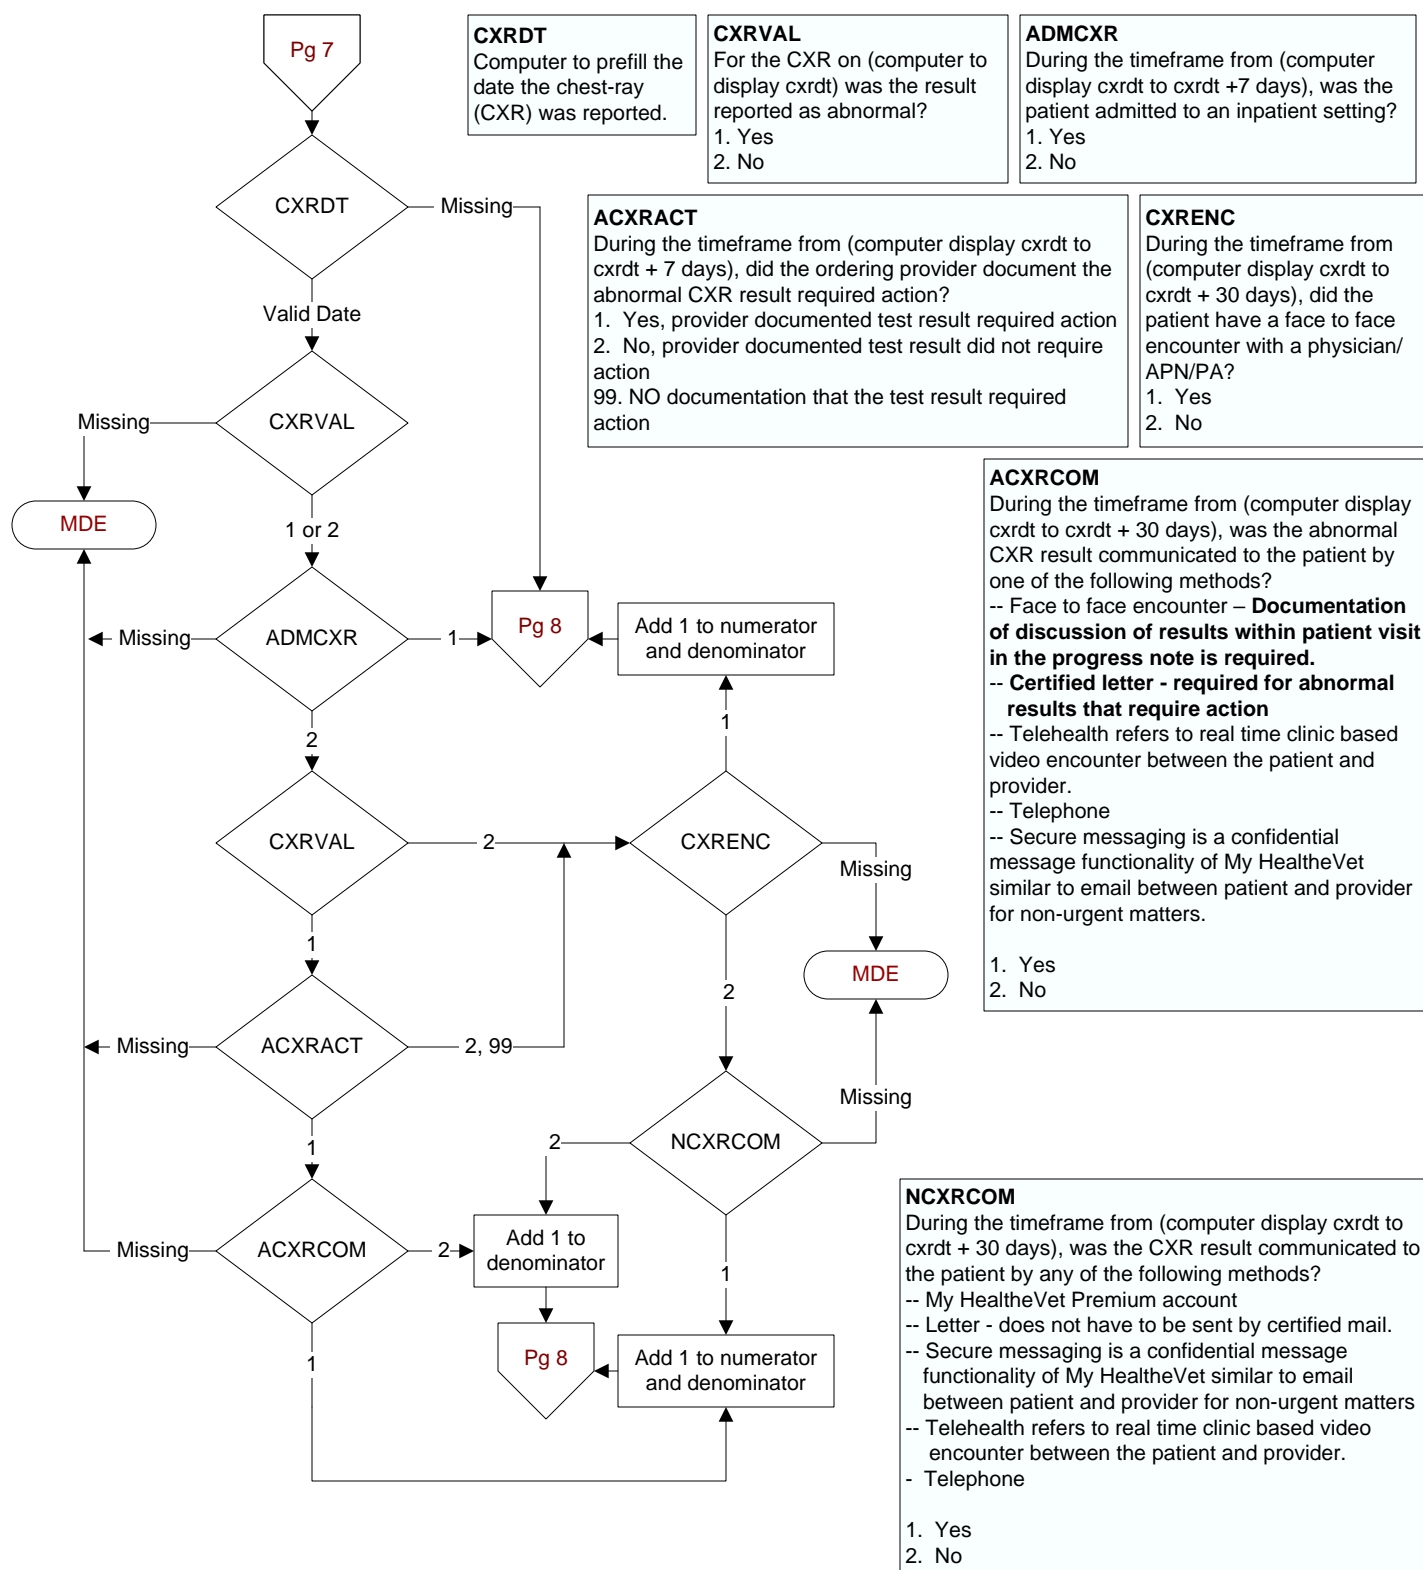 Pg 7
CXRDT
Computer to prefill the
date the chest-ray
(CXR) was reported.
CXRVAL
For the CXR on (computer to
display cxrdt) was the result
reported as abnormal?
1. Yes
2. No
ADMCXR
During the timeframe from (computer
display cxrdt to cxrdt +7 days), was the
patient admitted to an inpatient setting?
1. Yes
2. No
CXRDT
Missing
ACXRACT
During the timeframe from (computer display cxrdt to
cxrdt + 7 days), did the ordering provider document the
abnormal CXR result required action?
1. Yes, provider documented test result required action
2. No, provider documented test result did not require
action
99. NO documentation that the test result required
action
CXRENC
During the timeframe from
(computer display cxrdt to
cxrdt + 30 days), did the
patient have a face to face
encounter with a physician/
APN/PA?
1. Yes
2. No
Valid Date
Missing
CXRVAL
MDE
1 or 2
ACXRCOM
During the timeframe from (computer display
cxrdt to cxrdt + 30 days), was the abnormal
CXR result communicated to the patient by
one of the following methods?
-- Face to face encounter – Documentation
of discussion of results within patient visit
in the progress note is required.
-- Certified letter - required for abnormal
results that require action
-- Telehealth refers to real time clinic based
video encounter between the patient and
provider.
-- Telephone
-- Secure messaging is a confidential
message functionality of My HealtheVet
similar to email between patient and provider
for non-urgent matters.
1. Yes
2. No
Missing
ADMCXR
1
Pg 8
Add 1 to numerator
and denominator
1
2
CXRVAL
2
CXRENC
Missing
1
MDE
2
Missing
ACXRACT
2, 99
Missing
1
2
NCXRCOM
Missing
ACXRCOM
2
Add 1 to
denominator
1
1
Pg 8
Add 1 to numerator
and denominator
NCXRCOM
During the timeframe from (computer display cxrdt to
cxrdt + 30 days), was the CXR result communicated to
the patient by any of the following methods?
-- My HealtheVet Premium account
-- Letter - does not have to be sent by certified mail.
-- Secure messaging is a confidential message
functionality of My HealtheVet similar to email
between patient and provider for non-urgent matters
-- Telehealth refers to real time clinic based video
encounter between the patient and provider.
- Telephone
1. Yes
2. No